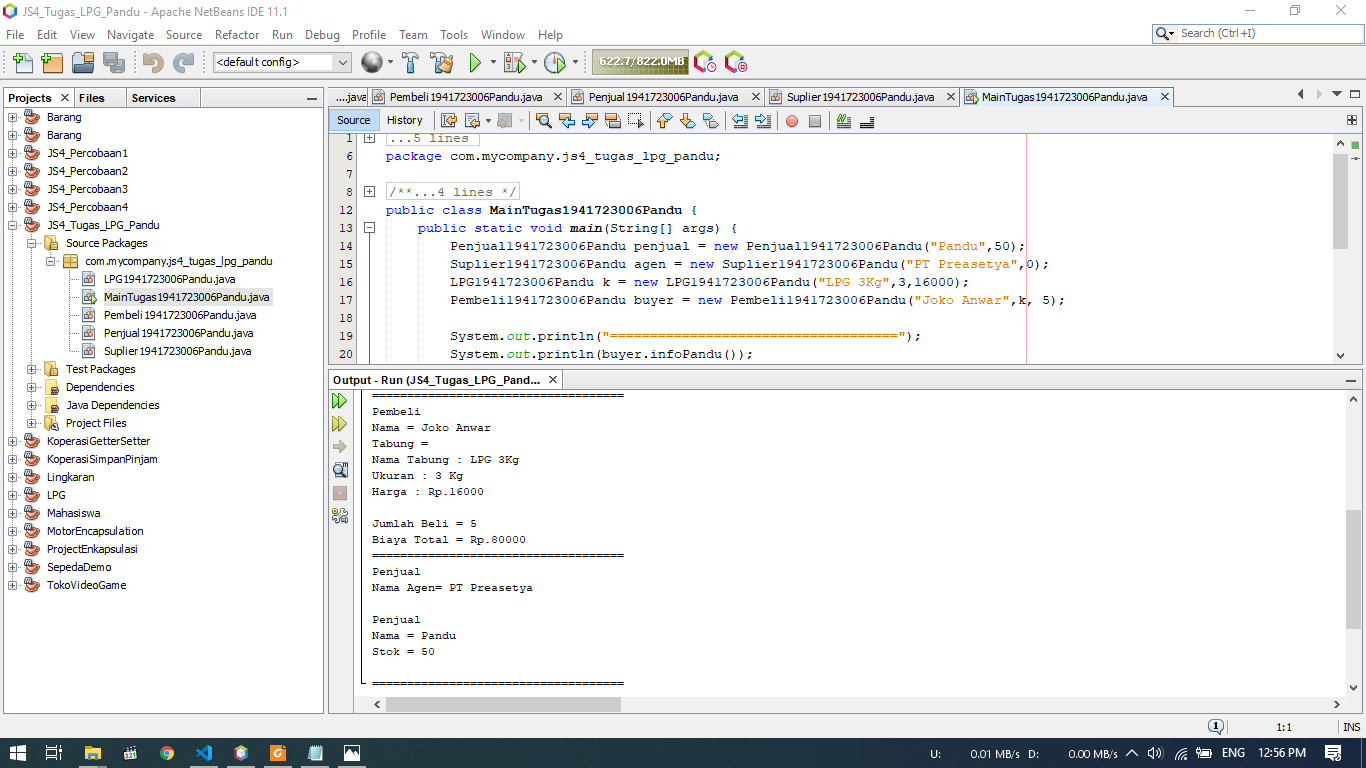 JS4_Tugas_LPG_Pandu - Apache NetBeans IDE 11.1
File Edit View Navigate Source Refactor Run Debug Profile Team Tools Window Help
Search (Ctrl+I)
<default config>
622.7/822.0MB
Projects Files Services
Barang
Barang
JS4_Percobaan1
JS4_Percobaan2
JS4_Percobaan3
JS4_Percobaan4
JS4_Tugas_LPG_Pandu
Source Packages
com.mycompany.js4_tugas_lpg_pandu
LPG1941723006Pandu.java
MainTugas1941723006Pandu.java
Pembeli1941723006Pandu.java
Penjual1941723006Pandu.java
Suplier1941723006Pandu.java
Test Packages
Dependencies
Java Dependencies
Project Files
KoperasiGetterSetter
KoperasiSimpanPinjam
Lingkaran
LPG
Mahasiswa
MotorEncapsulation
ProjectEnkapsulasi
SepedaDemo
TokoVideoGame
....java Pembeli1941723006Pandu.java Penjual1941723006Pandu.java Suplier1941723006Pandu.java MainTugas1941723006Pandu.java
Source History
1 ...5 lines
6 package com.mycompany.js4_tugas_lpg_pandu;
7
8 /**...4 lines */
12 public class MainTugas1941723006Pandu {
13 public static void main(String[] args) {
14 Penjual1941723006Pandu penjual = new Penjual1941723006Pandu("Pandu",50);
15 Suplier1941723006Pandu agen = new Suplier1941723006Pandu("PT Preasetya",0);
16 LPG1941723006Pandu k = new LPG1941723006Pandu("LPG 3Kg",3,16000);
17 Pembeli1941723006Pandu buyer = new Pembeli1941723006Pandu("Joko Anwar",k, 5);
18
19 System.out.println("====================================");
20 System.out.println(buyer.infoPandu());
Output - Run (JS4_Tugas_LPG_Pand...
====================================
Pembeli
Nama = Joko Anwar
Tabung =
Nama Tabung : LPG 3Kg
Ukuran : 3 Kg
Harga : Rp.16000
Jumlah Beli = 5
Biaya Total = Rp.80000
====================================
Penjual
Nama Agen= PT Preasetya
Penjual
Nama = Pandu
Stok = 50
====================================
1 1:1 INS
U: 0.01 MB/s D: 0.00 MB/s ENG 12:56 PM